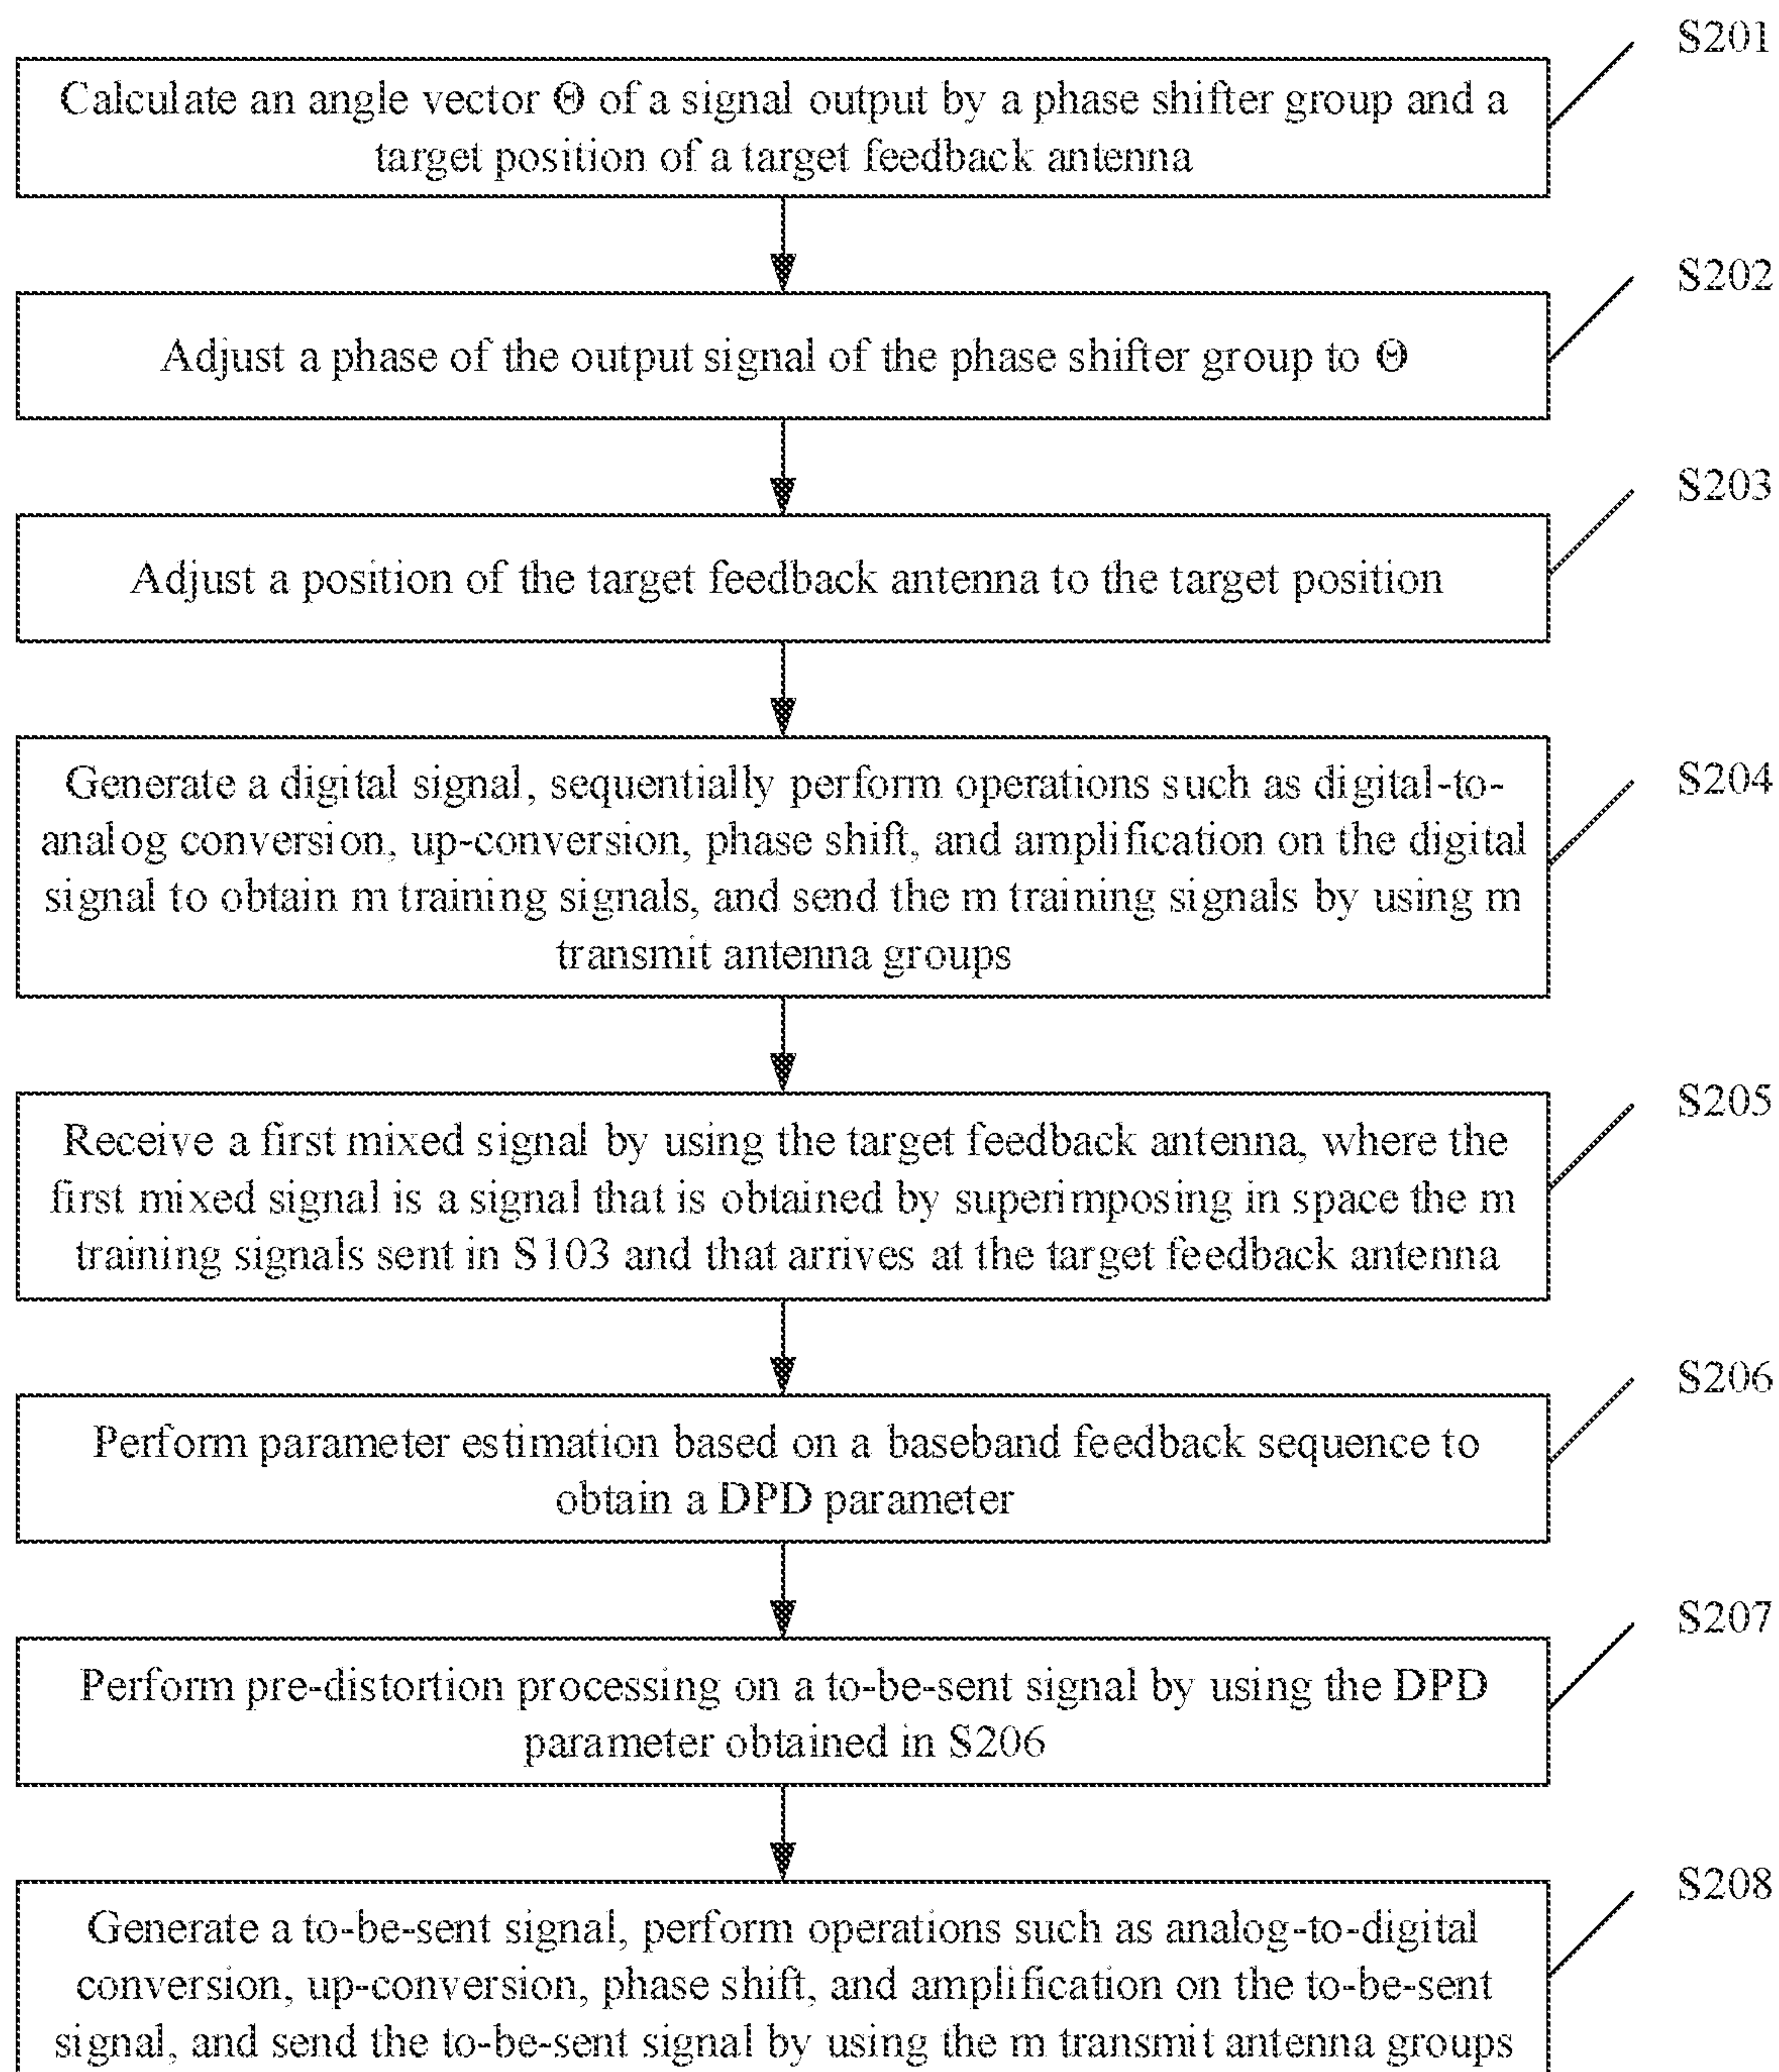 S201
Calculate an angle vector Θ of a signal output by a phase shifter group and a
target position of a target feedback antenna
S202
Adjust a phase of the output signal of the phase shifter group to Θ
S203
Adjust a position of the target feedback antenna to the target position
S204
Generate a digital signal, sequentially perform operations such as digital-to-
analog conversion, up-conversion, phase shift, and amplification on the digital
signal to obtain m training signals, and send the m training signals by using m
transmit antenna groups
S205
Receive a first mixed signal by using the target feedback antenna, where the
first mixed signal is a signal that is obtained by superimposing in space the m
training signals sent in S103 and that arrives at the target feedback antenna
S206
Perform parameter estimation based on a baseband feedback sequence to
obtain a DPD parameter
S207
Perform pre-distortion processing on a to-be-sent signal by using the DPD
parameter obtained in S206
S208
Generate a to-be-sent signal, perform operations such as analog-to-digital
conversion, up-conversion, phase shift, and amplification on the to-be-sent
signal, and send the to-be-sent signal by using the m transmit antenna groups